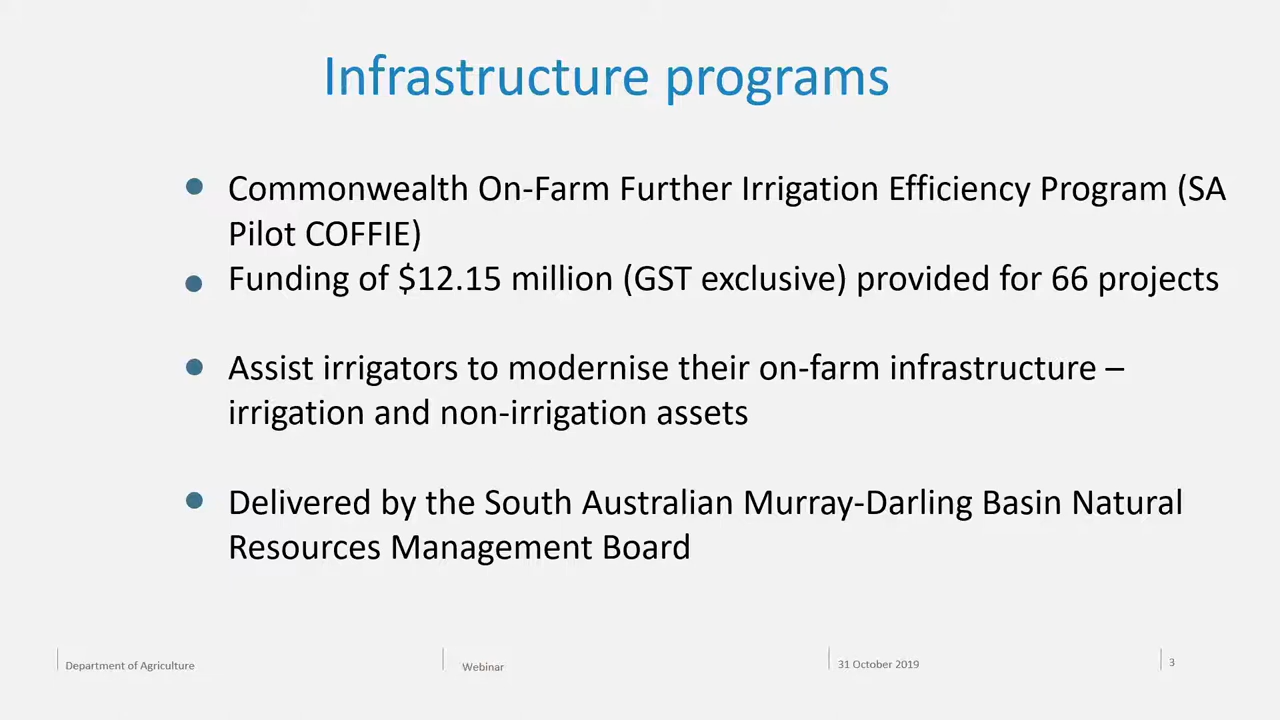 Infrastructure programs
Commonwealth On-Farm Further Irrigation Efficiency Program (SA
Pilot COFFIE)
Funding of $12.15 million (GST exclusive) provided for 66 projects
Assist irrigators to modernise their on-farm infrastructure –
irrigation and non-irrigation assets
Delivered by the South Australian Murray-Darling Basin Natural
Resources Management Board
Department of Agriculture
Webinar
31 October 2019
3